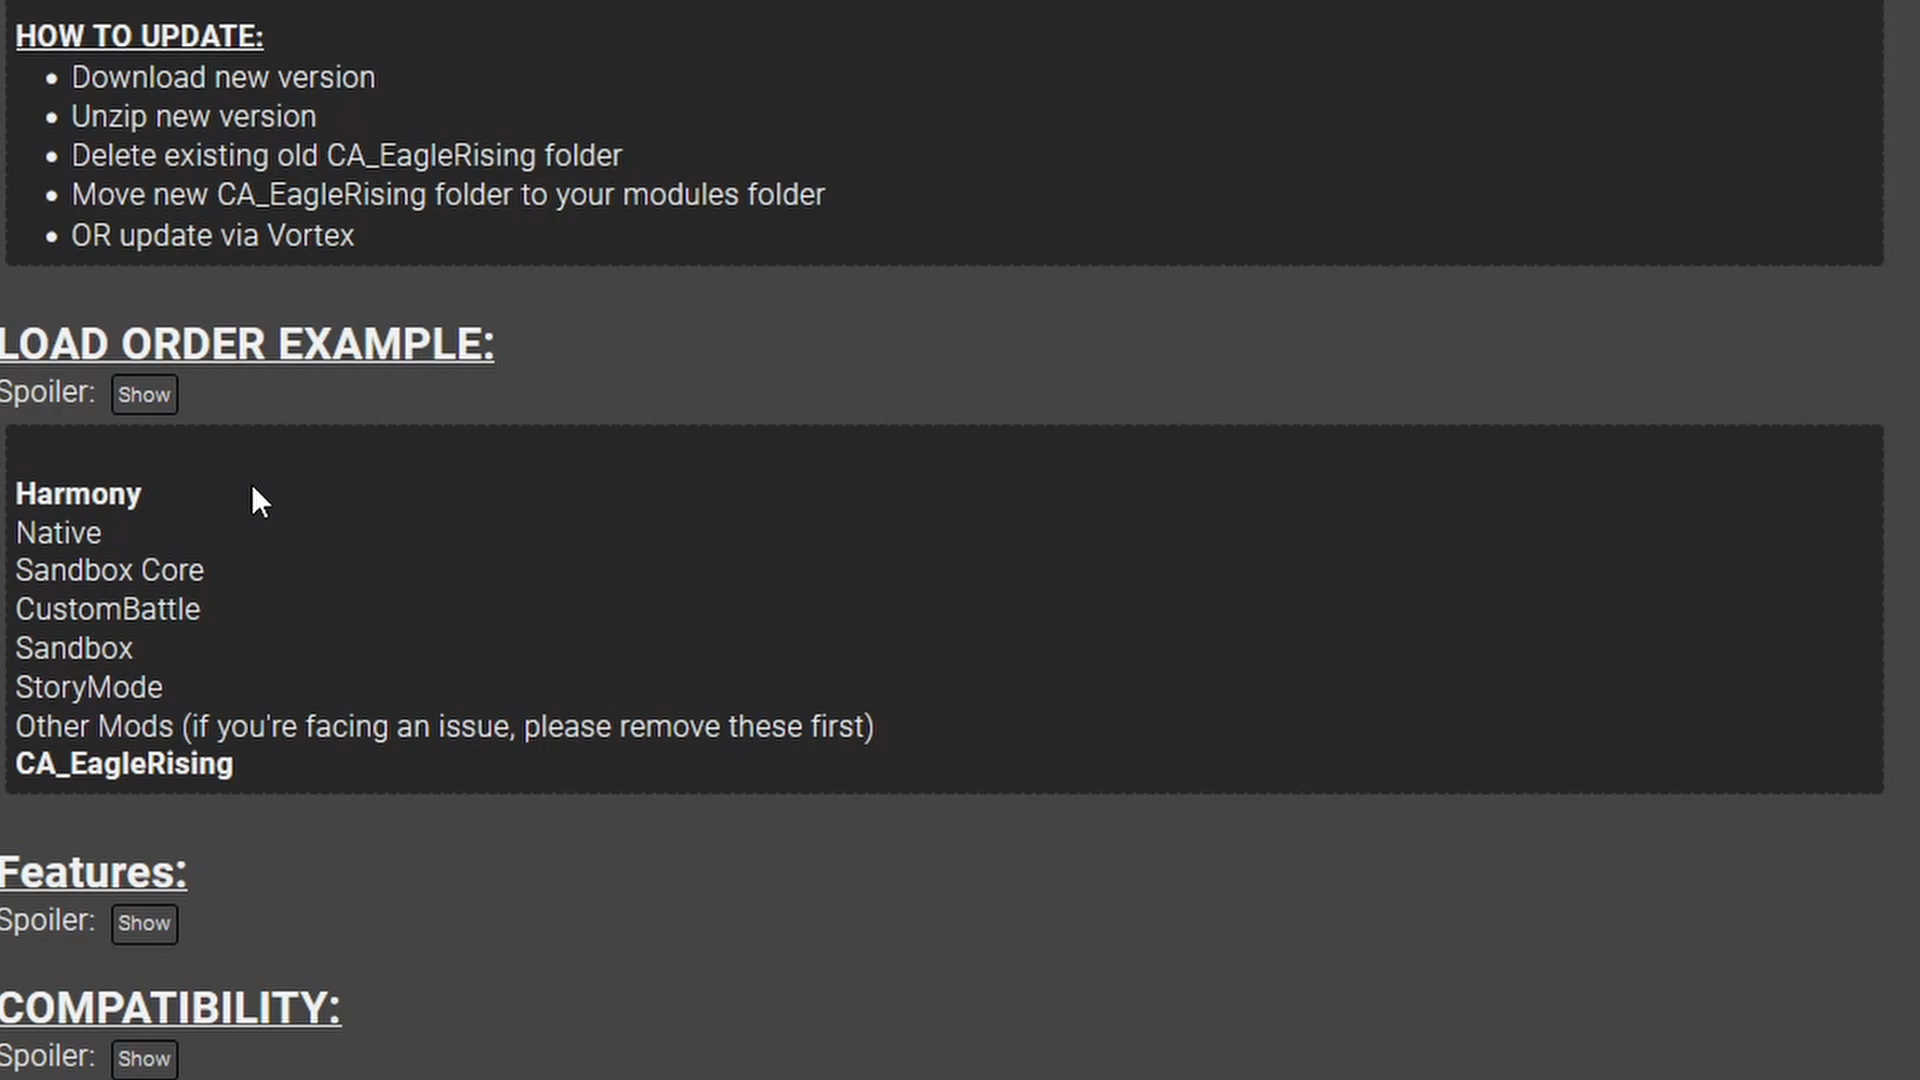 HOW TO UPDATE:
• Download new version
• Unzip new version
• Delete existing old CA_EagleRising folder
• Move new CA_EagleRising folder to your modules folder
• OR update via Vortex
LOAD ORDER EXAMPLE:
Spoiler: Show
Harmony
Native
Sandbox Core
CustomBattle
Sandbox
StoryMode
Other Mods (if you're facing an issue, please remove these first)
CA_EagleRising
Features:
Spoiler: Show
COMPATIBILITY:
Spoiler: Show